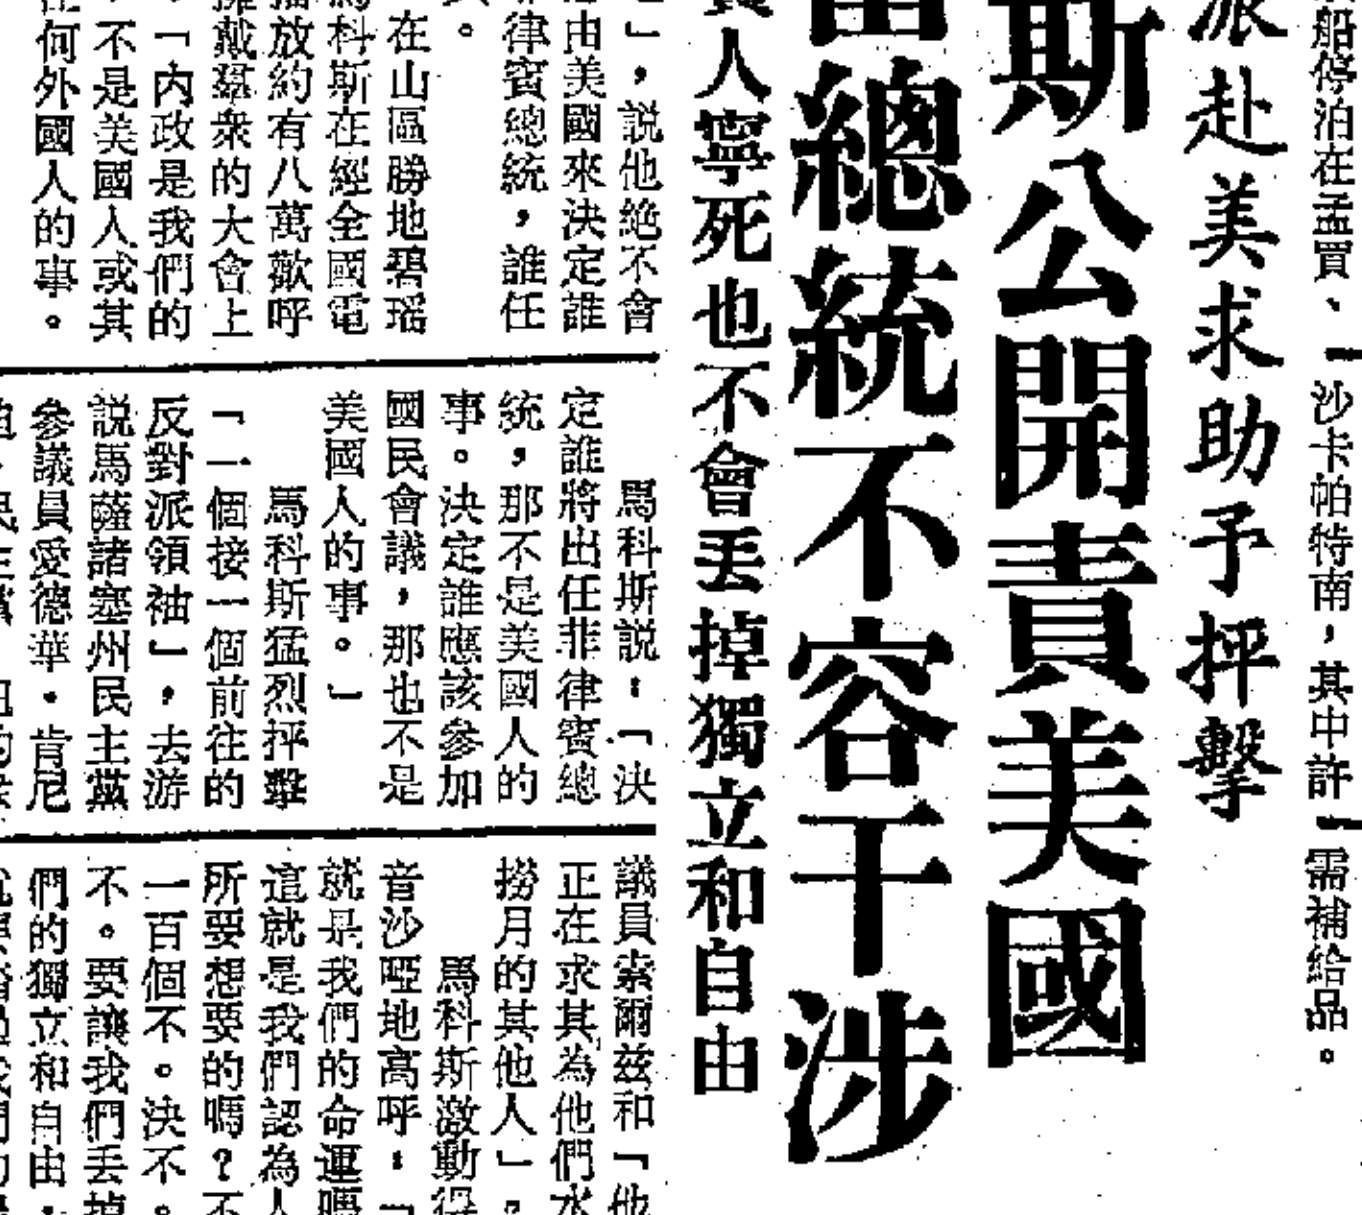 船停泊在孟買、
沙卡帕特南，其中許
需補給品。
派赴美求助予抨擊
斯公開責美國
當總統不容干涉
賓人寧死也不會丟掉獨立和自由
」，說他絕不會
由美國來決定誰
律賓總統，誰任
。
在山區勝地碧瑶
馬科斯在經全國電
播放約有八萬歡呼
擁戴羣衆的大會上
。「內政是我們的
，不是美國人或其
任何外國人的事。
馬科斯說：「決
定誰將出任菲律賓總
統，那不是美國人的
事。決定誰應該參加
國民會議，那也不是
美國人的事。」
馬科斯猛烈抨擊
「一個接一個前往的
反對派領袖」，去游
說馬薩諸塞州民主黨
參議員愛德華・肯尼
議員索爾茲和「他
正在求其為他們水
撈月的其他人」。
馬科斯激動得
音沙啞地高呼：「
就是我們的命運嗎
這就是我們認為人
所要想要的嗎？不
一百個不。決不。
不。要讓我們丟掉
們的獨立和自由，